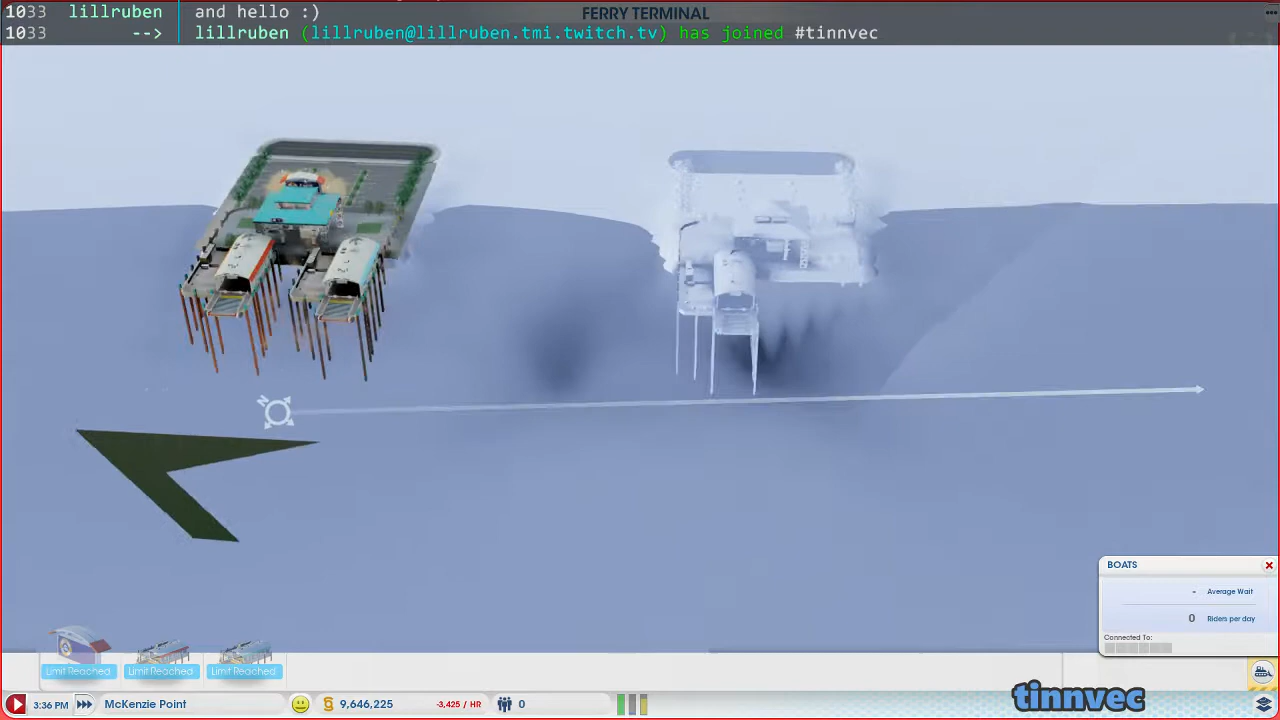 1033 lillruben | and hello :)
FERRY TERMINAL
1033 --> | lillruben (lillruben@lillruben.tmi.twitch.tv) has joined #tinnvec
N
BOATS
- Average Wait
0 Riders per day
Connected To:
Limit Reached
Limit Reached
Limit Reached
3:36 PM
McKenzie Point
9,646,225
-3,425 / HR
0
tinnvec